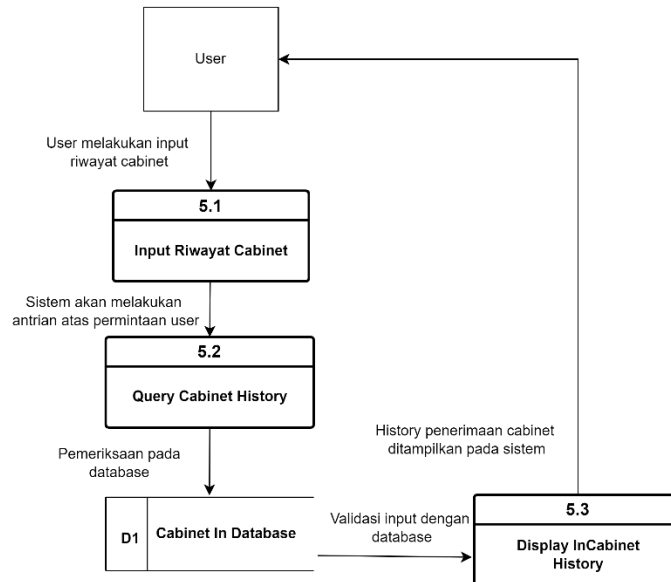 User
User melakukan input
riwayat cabinet
5.1
Input Riwayat Cabinet
Sistem akan melakukan
antrian atas permintaan user
5.2
Query Cabinet History
Pemeriksaan pada
database
D1
Cabinet In Database
Validasi input dengan
database
5.3
Display InCabinet
History
History penerimaan cabinet
ditampilkan pada sistem